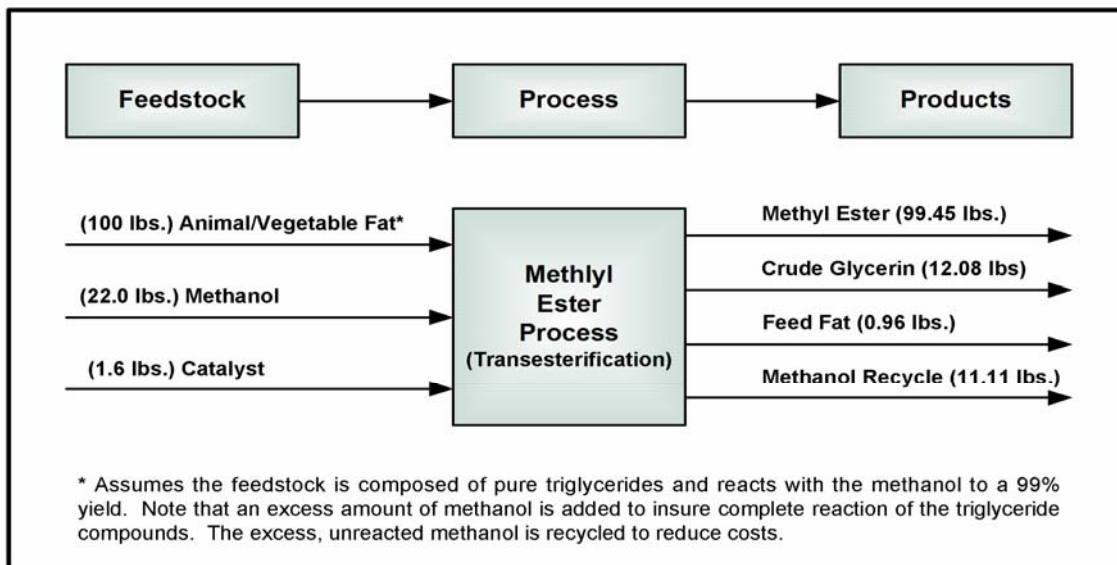 Feedstock
Process
Products
(100 lbs.) Animal/Vegetable Fat*
(22.0 lbs.) Methanol
(1.6 lbs.) Catalyst
Methlyl
Ester
Process
(Transesterification)
Methyl Ester (99.45 lbs.)
Crude Glycerin (12.08 lbs)
Feed Fat (0.96 lbs.)
Methanol Recycle (11.11 lbs.)
* Assumes the feedstock is composed of pure triglycerides and reacts with the methanol to a 99%
yield. Note that an excess amount of methanol is added to insure complete reaction of the triglyceride
compounds. The excess, unreacted methanol is recycled to reduce costs.